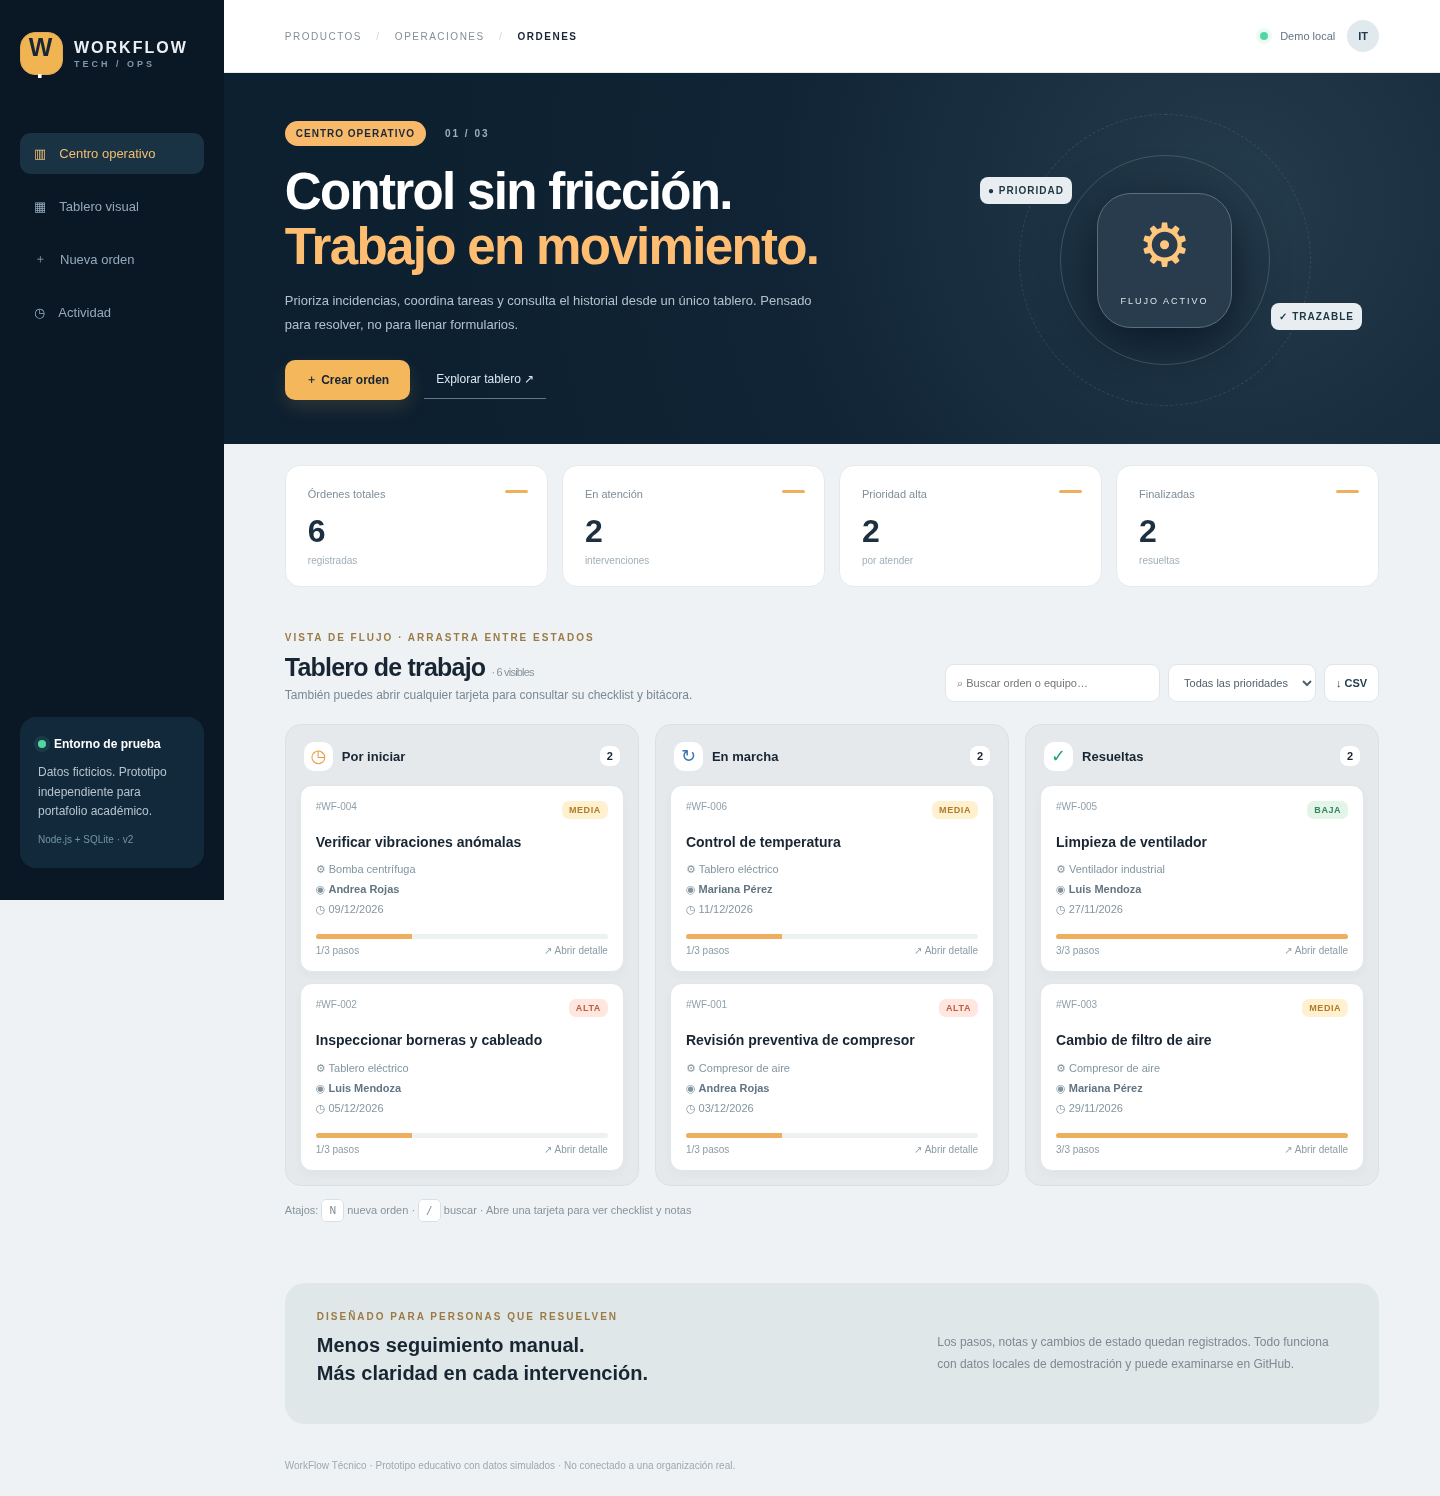 W
WORKFLOW
TECH / OPS
Centro operativo
Tablero visual
+ Nueva orden
Actividad
Entorno de prueba
Datos ficticios. Prototipo
independiente para
portafolio académico.
Node.js + SQLite · v2
PRODUCTOS / OPERACIONES / ORDENES
Demo local
IT
CENTRO OPERATIVO 01 / 03
Control sin fricción.
Trabajo en movimiento.
Prioriza incidencias, coordina tareas y consulta el historial desde un único tablero. Pensado
para resolver, no para llenar formularios.
+ Crear orden
Explorar tablero ↗
● PRIORIDAD
FLUJO ACTIVO
✓ TRAZABLE
Órdenes totales
6
registradas
En atención
2
intervenciones
Prioridad alta
2
por atender
Finalizadas
2
resueltas
VISTA DE FLUJO · ARRASTRA ENTRE ESTADOS
Tablero de trabajo · 6 visibles
También puedes abrir cualquier tarjeta para consultar su checklist y bitácora.
⌕ Buscar orden o equipo…
Todas las prioridades
↓ CSV
Por iniciar 2
#WF-004 MEDIA
Verificar vibraciones anómalas
⚙ Bomba centrífuga
◉ Andrea Rojas
◷ 09/12/2026
1/3 pasos ↗ Abrir detalle
#WF-002 ALTA
Inspeccionar borneras y cableado
⚙ Tablero eléctrico
◉ Luis Mendoza
◷ 05/12/2026
1/3 pasos ↗ Abrir detalle
En marcha 2
#WF-006 MEDIA
Control de temperatura
⚙ Tablero eléctrico
◉ Mariana Pérez
◷ 11/12/2026
1/3 pasos ↗ Abrir detalle
#WF-001 ALTA
Revisión preventiva de compresor
⚙ Compresor de aire
◉ Andrea Rojas
◷ 03/12/2026
1/3 pasos ↗ Abrir detalle
Resueltas 2
#WF-005 BAJA
Limpieza de ventilador
⚙ Ventilador industrial
◉ Luis Mendoza
◷ 27/11/2026
3/3 pasos ↗ Abrir detalle
#WF-003 MEDIA
Cambio de filtro de aire
⚙ Compresor de aire
◉ Mariana Pérez
◷ 29/11/2026
3/3 pasos ↗ Abrir detalle
Atajos: N nueva orden · / buscar · Abre una tarjeta para ver checklist y notas
DISEÑADO PARA PERSONAS QUE RESUELVEN
Menos seguimiento manual.
Más claridad en cada intervención.
Los pasos, notas y cambios de estado quedan registrados. Todo funciona
con datos locales de demostración y puede examinarse en GitHub.
WorkFlow Técnico · Prototipo educativo con datos simulados · No conectado a una organización real.